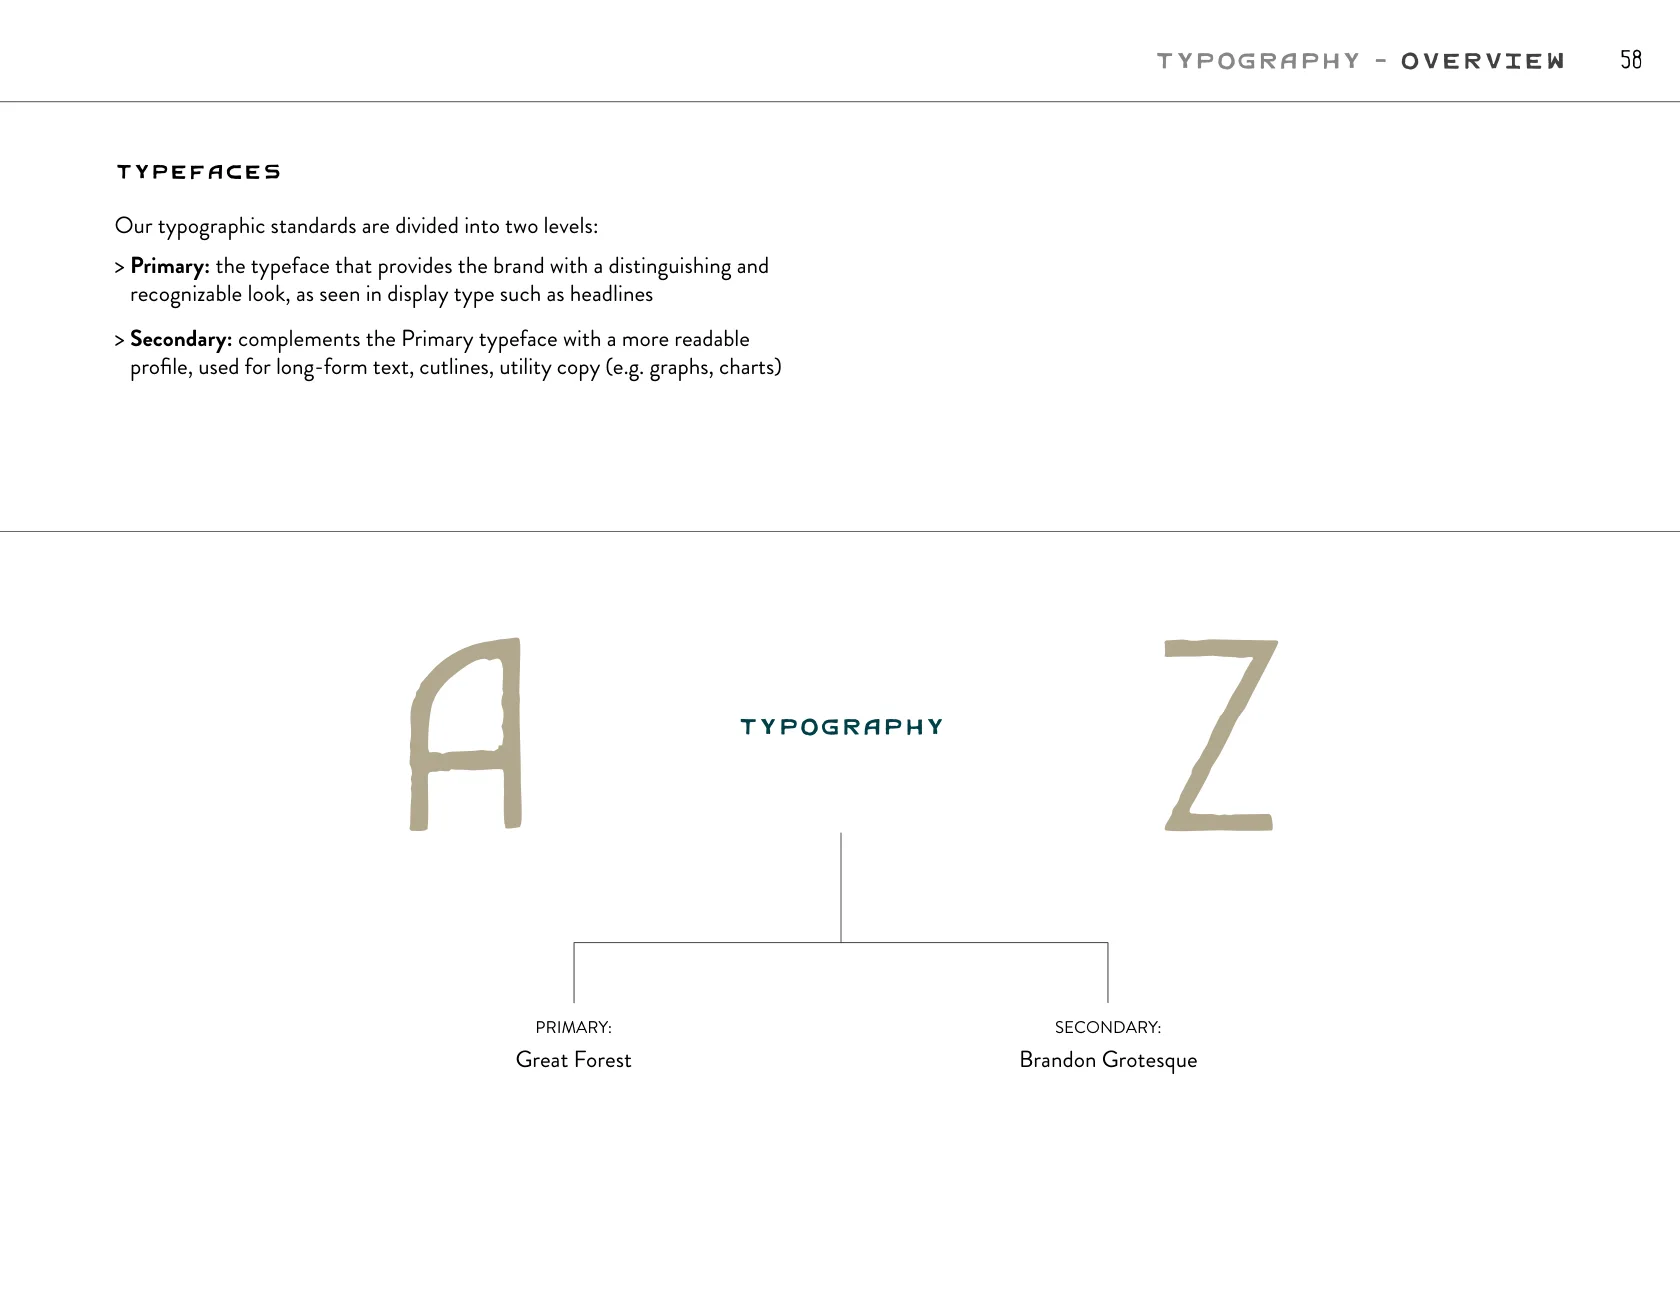 TYPOGRAPHY - OVERVIEW 58
TYPEFACES
Our typographic standards are divided into two levels:
> Primary: the typeface that provides the brand with a distinguishing and
recognizable look, as seen in display type such as headlines
> Secondary: complements the Primary typeface with a more readable
profile, used for long-form text, cutlines, utility copy (e.g. graphs, charts)
A
TYPOGRAPHY
Z
PRIMARY:
Great Forest
SECONDARY:
Brandon Grotesque